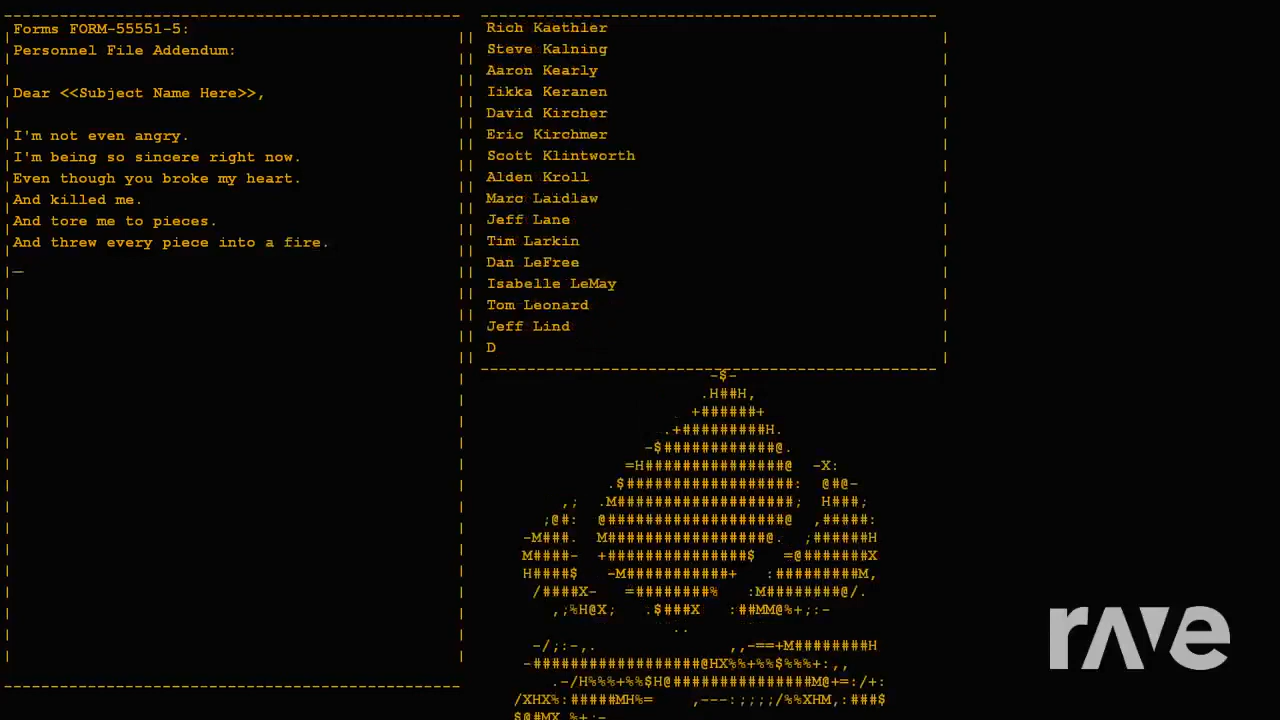 Forms FORM-55551-5:
Personnel File Addendum:
Dear <<Subject Name Here>>,
I'm not even angry.
I'm being so sincere right now.
Even though you broke my heart.
And killed me.
And tore me to pieces.
And threw every piece into a fire.
Rich Kaethler
Steve Kalning
Aaron Kearly
Iikka Keranen
David Kircher
Eric Kirchmer
Scott Klintworth
Alden Kroll
Marc Laidlaw
Jeff Lane
Tim Larkin
Dan LeFree
Isabelle LeMay
Tom Leonard
Jeff Lind
D
rave